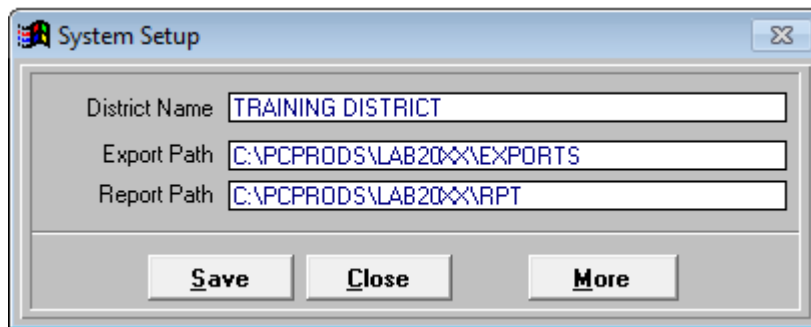 System Setup
District Name TRAINING DISTRICT
Export Path C:\PCPRODS\LAB20XX\EXPORTS
Report Path C:\PCPRODS\LAB20XX\RPT
Save Close More